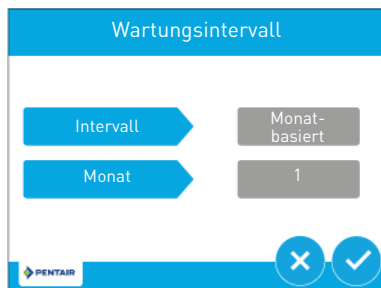 Wartungsintervall
Intervall
Monat-
basiert
Monat
1
PENTAIR